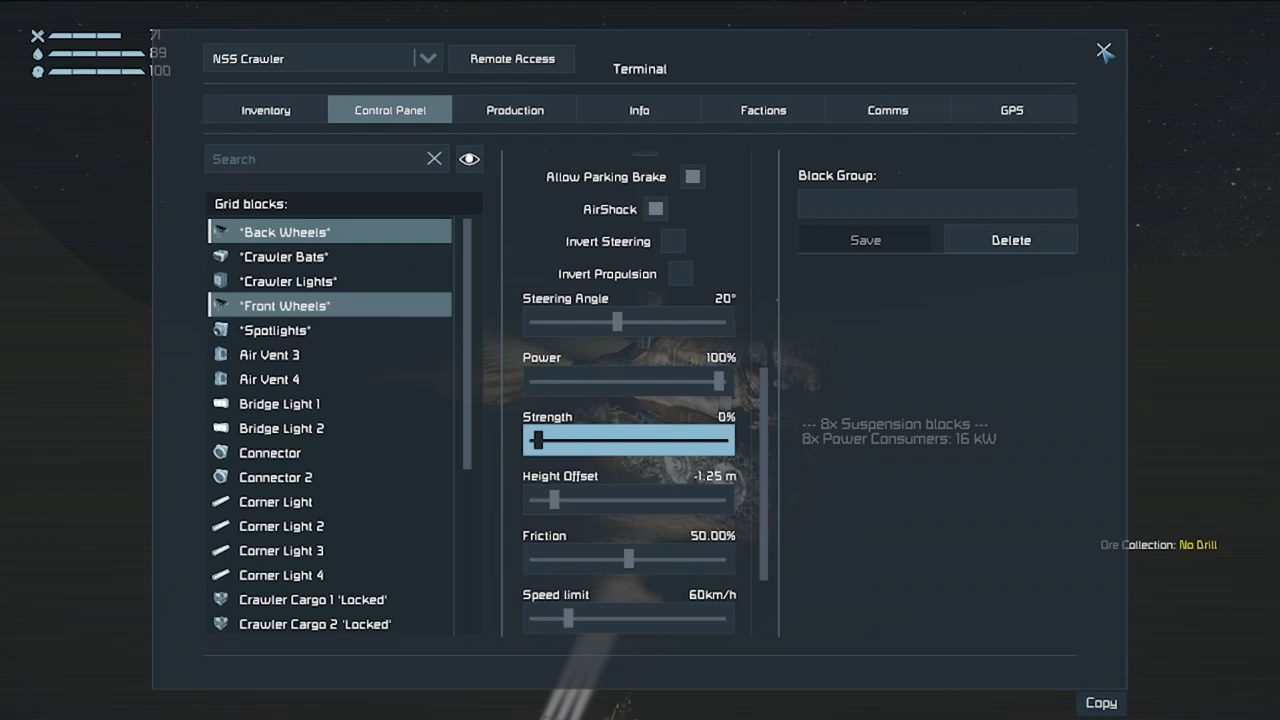 71
89
100
NSS Crawler
Remote Access
Terminal
Inventory
Control Panel
Production
Info
Factions
Comms
GPS
Search
Grid blocks:
*Back Wheels*
*Crawler Bats*
*Crawler Lights*
*Front Wheels*
*Spotlights*
Air Vent 3
Air Vent 4
Bridge Light 1
Bridge Light 2
Connector
Connector 2
Corner Light
Corner Light 2
Corner Light 3
Corner Light 4
Crawler Cargo 1 'Locked'
Crawler Cargo 2 'Locked'
Allow Parking Brake
AirShock
Invert Steering
Invert Propulsion
Steering Angle 20°
Power 100%
Strength 0%
Height Offset -1.25 m
Friction 50.00%
Speed limit 60km/h
Block Group:
Save
Delete
--- 8x Suspension blocks ---
8x Power Consumers: 16 kW
Ore Collection: No Drill
Copy